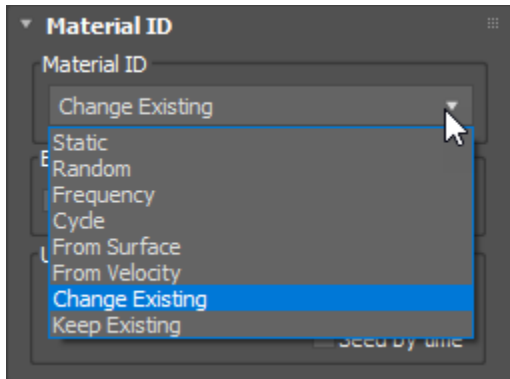 Material ID
Material ID
Change Existing
Static
Random
Frequency
Cycle
From Surface
From Velocity
Change Existing
Keep Existing
Seed by time